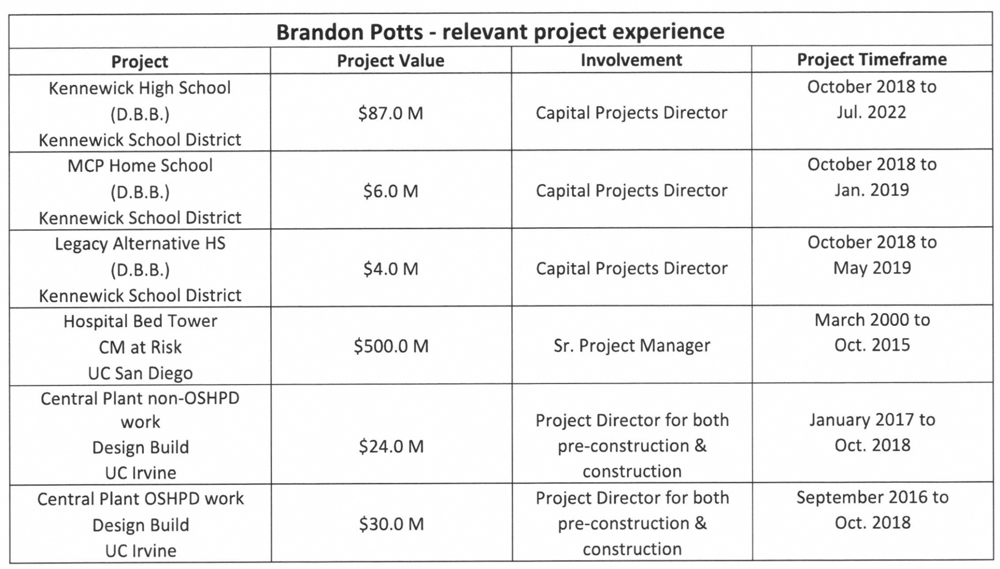 Brandon Potts - relevant project experience
Project
Project Value
Involvement
Project Timeframe
Kennewick High School
(D.B.B.)
Kennewick School District
$87.0 M
Capital Projects Director
October 2018 to
Jul. 2022
MCP Home School
(D.B.B.)
Kennewick School District
$6.0 M
Capital Projects Director
October 2018 to
Jan. 2019
Legacy Alternative HS
(D.B.B.)
Kennewick School District
$4.0 M
Capital Projects Director
October 2018 to
May 2019
Hospital Bed Tower
CM at Risk
UC San Diego
$500.0 M
Sr. Project Manager
March 2000 to
Oct. 2015
Central Plant non-OSHPD
work
Design Build
UC Irvine
$24.0 M
Project Director for both
pre-construction &
construction
January 2017 to
Oct. 2018
Central Plant OSHPD work
Design Build
UC Irvine
$30.0 M
Project Director for both
pre-construction &
construction
September 2016 to
Oct. 2018